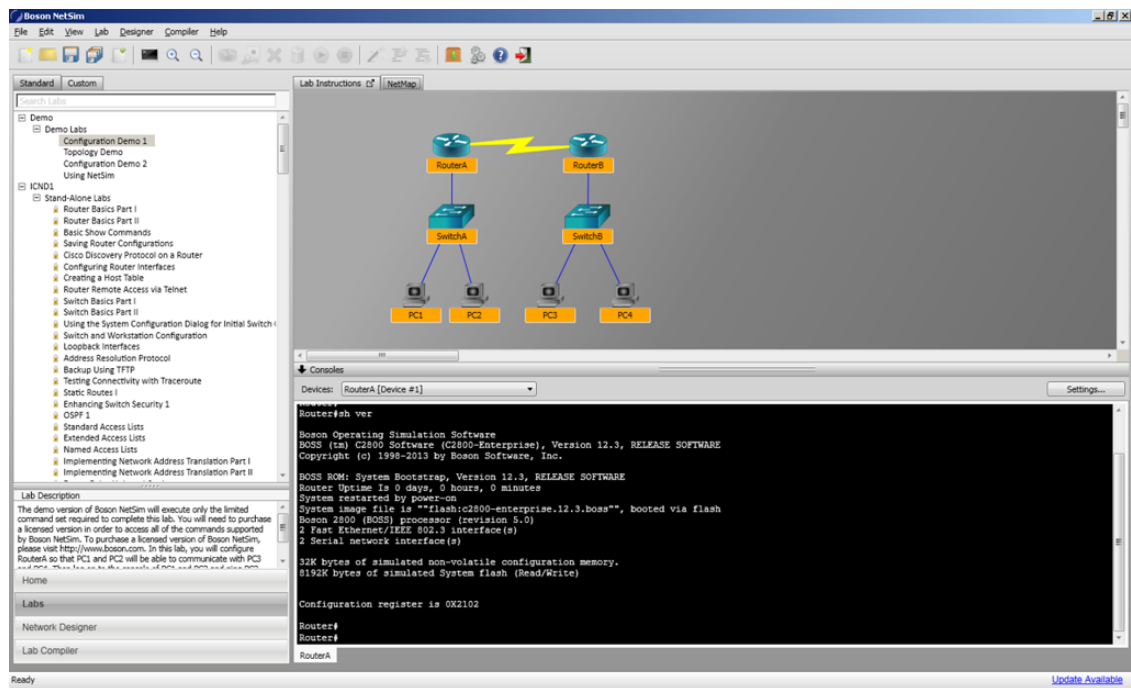 Boson NetSim
File Edit View Lab Designer Compiler Help
Standard Custom
Search Labs
Demo
Demo Labs
Configuration Demo 1
Topology Demo
Configuration Demo 2
Using NetSim
ICND1
Stand-Alone Labs
Router Basics Part I
Router Basics Part II
Basic Show Commands
Saving Router Configurations
Cisco Discovery Protocol on a Router
Configuring Router Interfaces
Creating a Host Table
Router Remote Access via Telnet
Switch Basics Part I
Switch Basics Part II
Using the System Configuration Dialog for Initial Switch
Switch and Workstation Configuration
Loopback Interfaces
Address Resolution Protocol
Backup Using TFTP
Testing Connectivity with Traceroute
Static Routes I
Enhancing Switch Security 1
OSPF 1
Standard Access Lists
Extended Access Lists
Named Access Lists
Implementing Network Address Translation Part I
Implementing Network Address Translation Part II
Lab Description
The demo version of Boson NetSim will execute only the limited
command set required to complete this lab. You will need to purchase
a licensed version in order to access all of the commands supported
by Boson NetSim. To purchase a licensed version of Boson NetSim,
please visit http://www.boson.com. In this lab, you will configure
RouterA so that PC1 and PC2 will be able to communicate with PC3
Home
Labs
Network Designer
Lab Compiler
Ready
Lab Instructions NetMap
RouterA RouterB
SwitchA SwitchB
PC1 PC2 PC3 PC4
Consoles
Devices: RouterA [Device #1] Settings...
Router#sh ver
Boson Operating Simulation Software
BOSS (tm) C2800 Software (C2800-Enterprise), Version 12.3, RELEASE SOFTWARE
Copyright (c) 1998-2013 by Boson Software, Inc.
BOSS ROM: System Bootstrap, Version 12.3, RELEASE SOFTWARE
Router Uptime Is 0 days, 0 hours, 0 minutes
System restarted by power-on
System image file is ""flash:c2800-enterprise.12.3.boss"", booted via flash
Boson 2800 (BOSS) processor (revision 5.0)
2 Fast Ethernet/IEEE 802.3 interface(s)
2 Serial network interface(s)
32K bytes of simulated non-volatile configuration memory.
8192K bytes of simulated System flash (Read/Write)
Configuration register is 0X2102
Router#
Router#
RouterA
Update Available